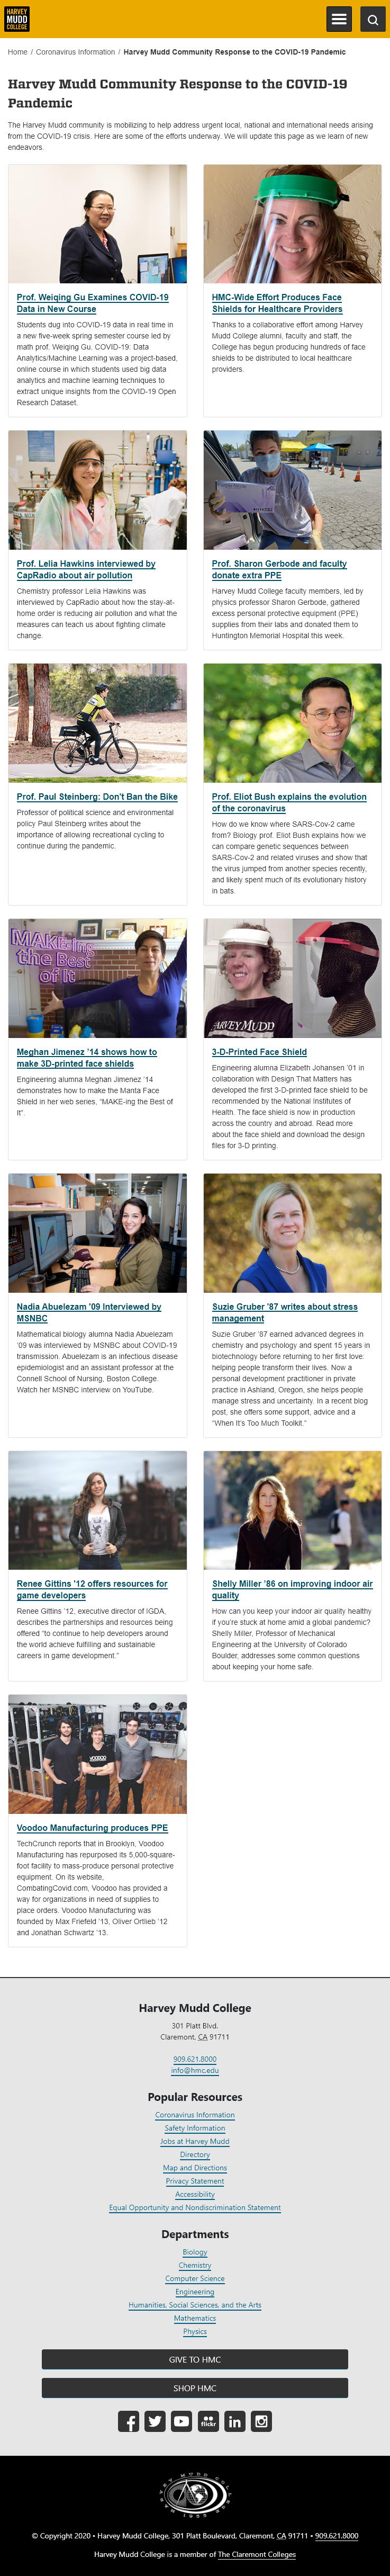 HARVEY
MUDD
COLLEGE
Home / Coronavirus Information / Harvey Mudd Community Response to the COVID-19 Pandemic
Harvey Mudd Community Response to the COVID-19
Pandemic
The Harvey Mudd community is mobilizing to help address urgent local, national and international needs arising
from the COVID-19 crisis. Here are some of the efforts underway. We will update this page as we learn of new
endeavors.
Prof. Weiqing Gu Examines COVID-19
Data in New Course
Students dug into COVID-19 data in real time in
a new five-week spring semester course led by
math prof. Weiqing Gu. COVID-19: Data
Analytics/Machine Learning was a project-based,
online course in which students used big data
analytics and machine learning techniques to
extract unique insights from the COVID-19 Open
Research Dataset.
HMC-Wide Effort Produces Face
Shields for Healthcare Providers
Thanks to a collaborative effort among Harvey
Mudd College alumni, faculty and staff, the
College has begun producing hundreds of face
shields to be distributed to local healthcare
providers.
Prof. Lelia Hawkins interviewed by
CapRadio about air pollution
Chemistry professor Lelia Hawkins was
interviewed by CapRadio about how the stay-at-
home order is reducing air pollution and what the
measures can teach us about fighting climate
change.
Prof. Sharon Gerbode and faculty
donate extra PPE
Harvey Mudd College faculty members, led by
physics professor Sharon Gerbode, gathered
excess personal protective equipment (PPE)
supplies from their labs and donated them to
Huntington Memorial Hospital this week.
Prof. Paul Steinberg: Don't Ban the Bike
Professor of political science and environmental
policy Paul Steinberg writes about the
importance of allowing recreational cycling to
continue during the pandemic.
Prof. Eliot Bush explains the evolution
of the coronavirus
How do we know where SARS-Cov-2 came
from? Biology prof. Eliot Bush explains how we
can compare genetic sequences between
SARS-Cov-2 and related viruses and show that
the virus jumped from another species recently,
and likely spent much of its evolutionary history
in bats.
MAKEing
the Best
of It
Meghan Jimenez '14 shows how to
make 3D-printed face shields
Engineering alumna Meghan Jimenez '14
demonstrates how to make the Manta Face
Shield in her web series, "MAKE-ing the Best of
It".
HARVEY MUDD
3-D-Printed Face Shield
Engineering alumna Elizabeth Johansen '01 in
collaboration with Design That Matters has
developed the first 3-D-printed face shield to be
recommended by the National Institutes of
Health. The face shield is now in production
across the country and abroad. Read more
about the face shield and download the design
files for 3-D printing.
Nadia Abuelezam '09 Interviewed by
MSNBC
Mathematical biology alumna Nadia Abuelezam
'09 was interviewed by MSNBC about COVID-19
transmission. Abuelezam is an infectious disease
epidemiologist and an assistant professor at the
Connell School of Nursing, Boston College.
Watch her MSNBC interview on YouTube.
Suzie Gruber '87 writes about stress
management
Suzie Gruber '87 earned advanced degrees in
chemistry and psychology and spent 15 years in
biotechnology before returning to her first love:
helping people transform their lives. Now a
personal development practitioner in private
practice in Ashland, Oregon, she helps people
manage stress and uncertainty. In a recent blog
post, she offers some support, advice and a
"When It's Too Much Toolkit."
Renee Gittins '12 offers resources for
game developers
Renee Gittins '12, executive director of IGDA,
describes the partnerships and resources being
offered "to continue to help developers around
the world achieve fulfilling and sustainable
careers in game development."
Shelly Miller '86 on improving indoor air
quality
How can you keep your indoor air quality healthy
if you're stuck at home amid a global pandemic?
Shelly Miller, Professor of Mechanical
Engineering at the University of Colorado
Boulder, addresses some common questions
about keeping your home safe.
VOODOO
Voodoo Manufacturing produces PPE
TechCrunch reports that in Brooklyn, Voodoo
Manufacturing has repurposed its 5,000-square-
foot facility to mass-produce personal protective
equipment. On its website,
CombatingCovid.com, Voodoo has provided a
way for organizations in need of supplies to
place orders. Voodoo Manufacturing was
founded by Max Friefeld '13, Oliver Ortlieb '12
and Jonathan Schwartz '13.
Harvey Mudd College
301 Platt Blvd.
Claremont, CA 91711
909.621.8000
info@hmc.edu
Popular Resources
Coronavirus Information
Safety Information
Jobs at Harvey Mudd
Directory
Map and Directions
Privacy Statement
Accessibility
Equal Opportunity and Nondiscrimination Statement
Departments
Biology
Chemistry
Computer Science
Engineering
Humanities, Social Sciences, and the Arts
Mathematics
Physics
GIVE TO HMC
SHOP HMC
flickr
in
HARVEY MUDD COLLEGE
1955
© Copyright 2020 • Harvey Mudd College, 301 Platt Boulevard, Claremont, CA 91711 • 909.621.8000
Harvey Mudd College is a member of The Claremont Colleges